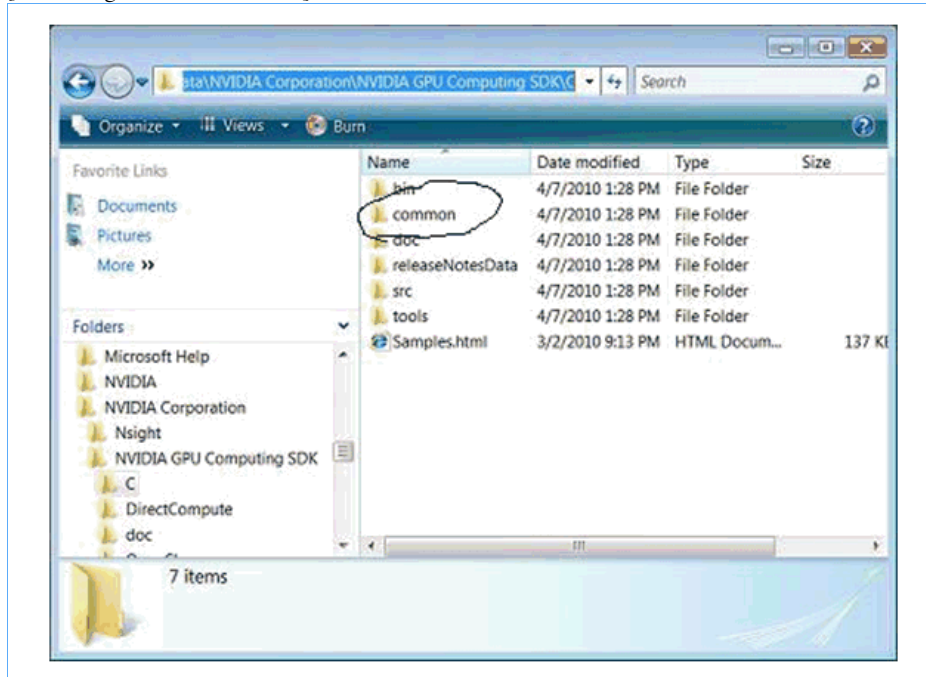 ata\NVIDIA Corporation\NVIDIA GPU Computing SDK\C
Search
Organize Views Burn
Favorite Links
Documents
Pictures
More »
Folders
Microsoft Help
NVIDIA
NVIDIA Corporation
Nsight
NVIDIA GPU Computing SDK
C
DirectCompute
doc
Name Date modified Type Size
bin 4/7/2010 1:28 PM File Folder
common 4/7/2010 1:28 PM File Folder
doc 4/7/2010 1:28 PM File Folder
releaseNotesData 4/7/2010 1:28 PM File Folder
src 4/7/2010 1:28 PM File Folder
tools 4/7/2010 1:28 PM File Folder
Samples.html 3/2/2010 9:13 PM HTML Docum... 137 KB
7 items